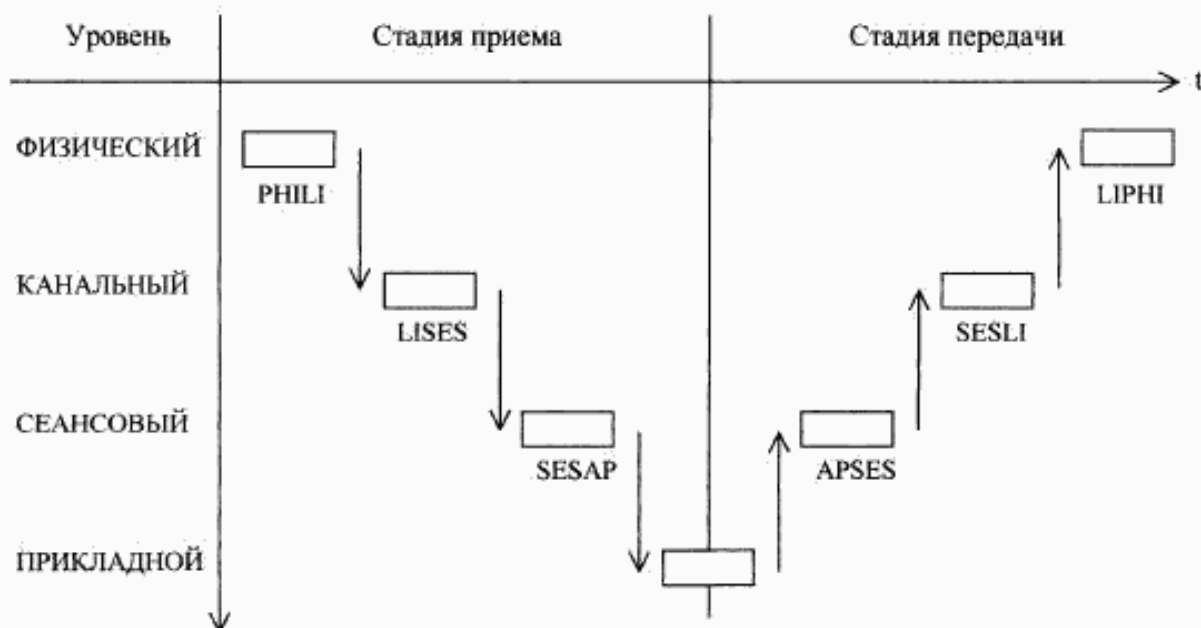 Уровень Стадия приема Стадия передачи
t
ФИЗИЧЕСКИЙ
PHILI LIPHI
КАНАЛЬНЫЙ
LISES SESLI
СЕАНСОВЫЙ
SESAP APSES
ПРИКЛАДНОЙ